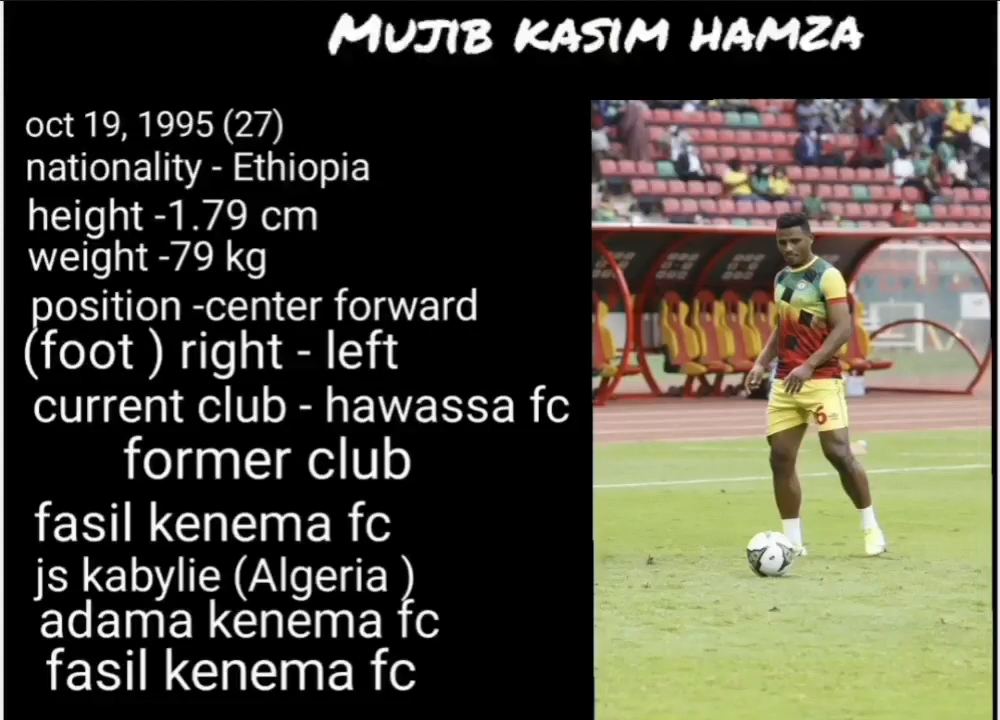 MUJIB KASIM HAMZA
oct 19, 1995 (27)
nationality - Ethiopia
height -1.79 cm
weight -79 kg
position -center forward
(foot ) right - left
current club - hawassa fc
former club
fasil kenema fc
js kabylie (Algeria )
adama kenema fc
fasil kenema fc
6